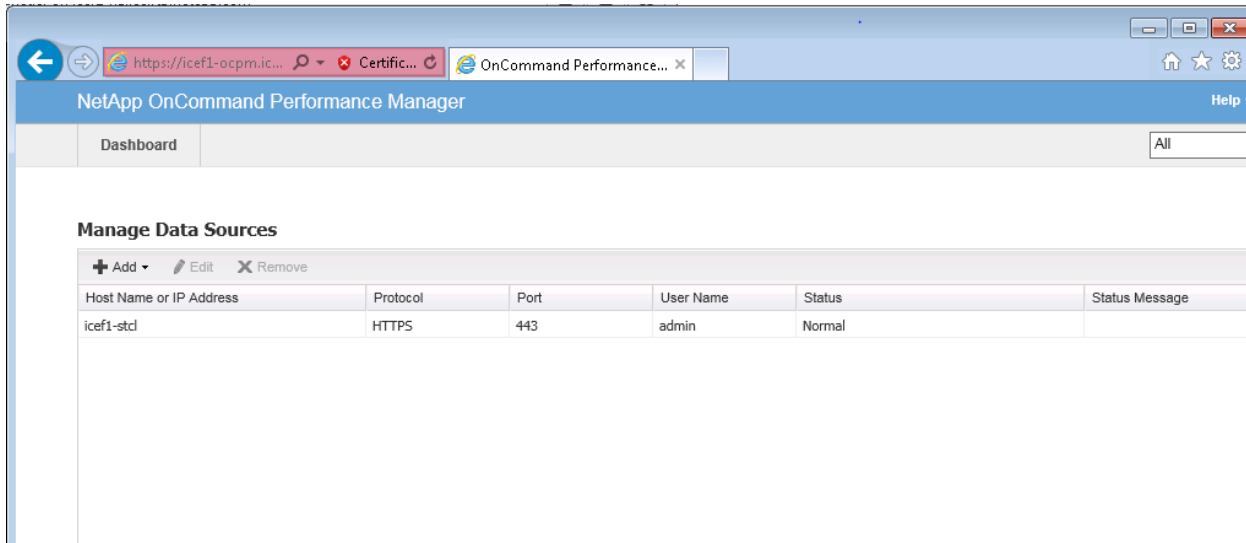 https://icef1-ocpm.ic... Certific... OnCommand Performance...
NetApp OnCommand Performance Manager Help
Dashboard All
Manage Data Sources
Add Edit Remove
Host Name or IP Address Protocol Port User Name Status Status Message
icef1-stcl HTTPS 443 admin Normal